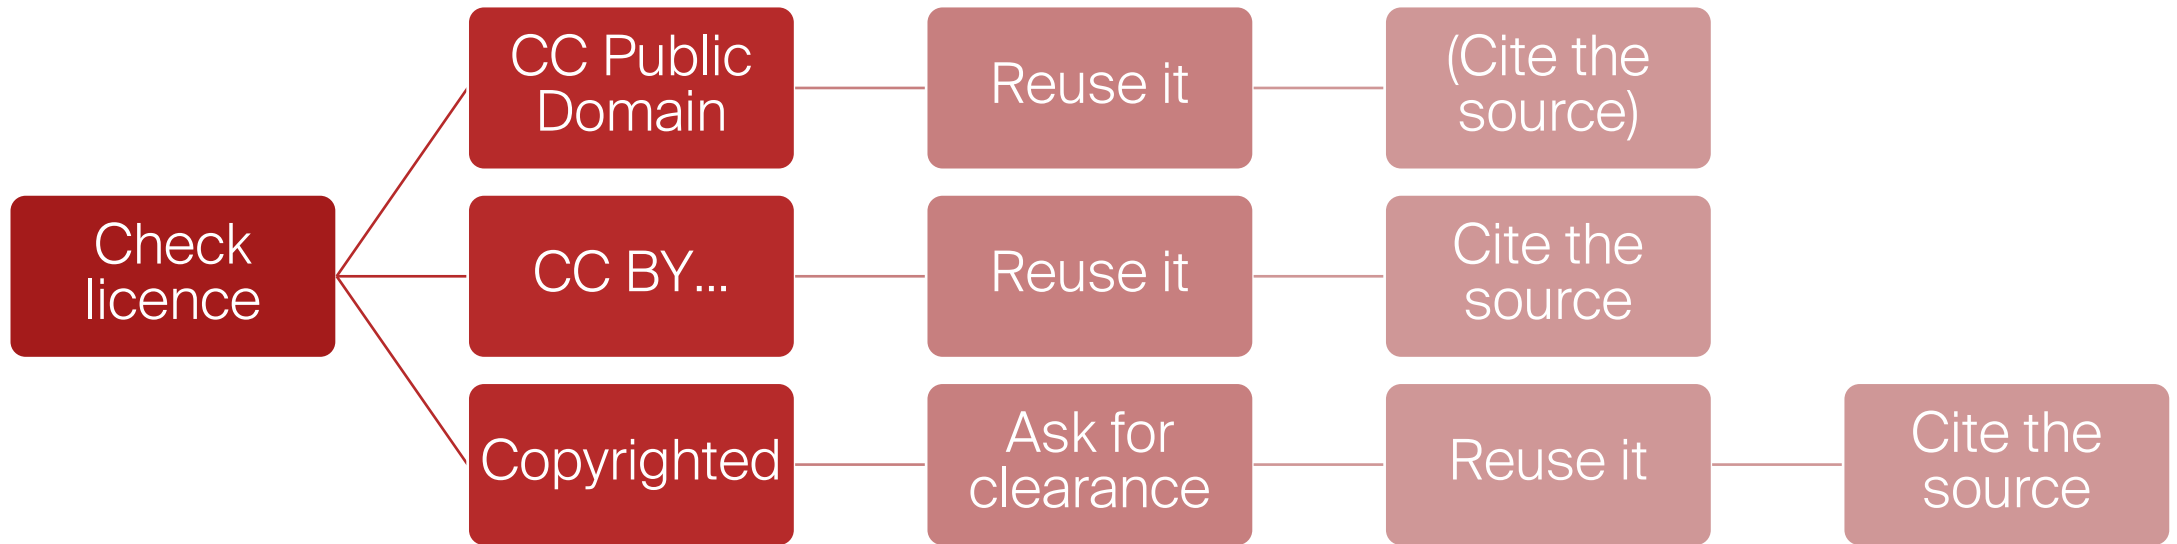 Check
licence
CC Public
Domain
Reuse it
(Cite the
source)
CC BY...
Reuse it
Cite the
source
Copyrighted
Ask for
clearance
Reuse it
Cite the
source